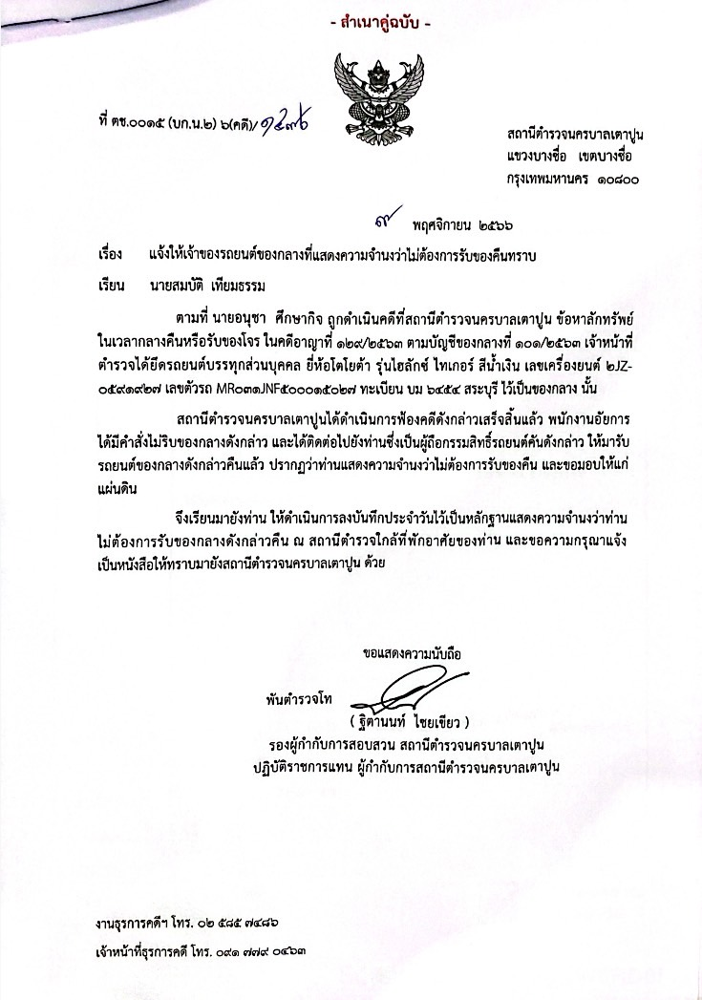 - สำเนาคู่ฉบับ -
ที่ ตช.๐๐๑๕ (บก.น.๒) ๖(คดี)/๑๕๓๖
สถานีตำรวจนครบาลเตาปูน
แขวงบางซื่อ เขตบางซื่อ
กรุงเทพมหานคร ๑๐๘๐๐
๙ พฤศจิกายน ๒๕๖๖
เรื่อง แจ้งให้เจ้าของรถยนต์ของกลางที่แสดงความจำนงว่าไม่ต้องการรับของคืนทราบ
เรียน นายสมบัติ เทียมธรรม
ตามที่ นายอนุชา ศึกษากิจ ถูกดำเนินคดีที่สถานีตำรวจนครบาลเตาปูน ข้อหาลักทรัพย์
ในเวลากลางคืนหรือรับของโจร ในคดีอาญาที่ ๑๒๙/๒๕๖๓ ตามบัญชีของกลางที่ ๑๐๑/๒๕๖๓ เจ้าหน้าที่
ตำรวจได้ยึดรถยนต์บรรทุกส่วนบุคคล ยี่ห้อโตโยต้า รุ่นไฮลักซ์ ไทเกอร์ สีน้ำเงิน เลขเครื่องยนต์ ๒JZ-
๐๕๙๑๙๒๗ เลขตัวรถ MR๐๓๑JNF๕๐๐๐๑๕๐๒๗ ทะเบียน บม ๖๔๕๔ สระบุรี ไว้เป็นของกลาง นั้น
สถานีตำรวจนครบาลเตาปูนได้ดำเนินการฟ้องคดีดังกล่าวเสร็จสิ้นแล้ว พนักงานอัยการ
ได้มีคำสั่งไม่ริบของกลางดังกล่าว และได้ติดต่อไปยังท่านซึ่งเป็นผู้ถือกรรมสิทธิ์รถยนต์คันดังกล่าว ให้มารับ
รถยนต์ของกลางดังกล่าวคืนแล้ว ปรากฏว่าท่านแสดงความจำนงว่าไม่ต้องการรับของคืน และขอมอบให้แก่
แผ่นดิน
จึงเรียนมายังท่าน ให้ดำเนินการลงบันทึกประจำวันไว้เป็นหลักฐานแสดงความจำนงว่าท่าน
ไม่ต้องการรับของกลางดังกล่าวคืน ณ สถานีตำรวจใกล้ที่พักอาศัยของท่าน และขอความกรุณาแจ้ง
เป็นหนังสือให้ทราบมายังสถานีตำรวจนครบาลเตาปูน ด้วย
ขอแสดงความนับถือ
พันตำรวจโท
( ฐิตานนท์ ไชยเขียว )
รองผู้กำกับการสอบสวน สถานีตำรวจนครบาลเตาปูน
ปฏิบัติราชการแทน ผู้กำกับการสถานีตำรวจนครบาลเตาปูน
งานธุรการคดีฯ โทร. ๐๒ ๕๘๕ ๗๔๘๖
เจ้าหน้าที่ธุรการคดี โทร. ๐๙๑ ๗๗๙ ๐๔๖๓